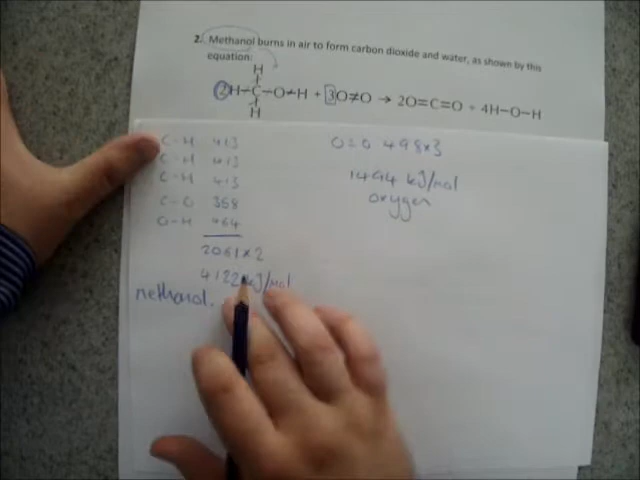 2. Methanol burns in air to form carbon dioxide and water, as shown by this
equation:
H
2H-C-O-H + 3O=O → 2O=C=O + 4H-O-H
H
C-H 413
C-H 413
C-H 413
C-O 358
O-H 464
2061×2
4122 kJ/mol
methanol.
O=O 498×3
1494 kJ/mol
oxygen